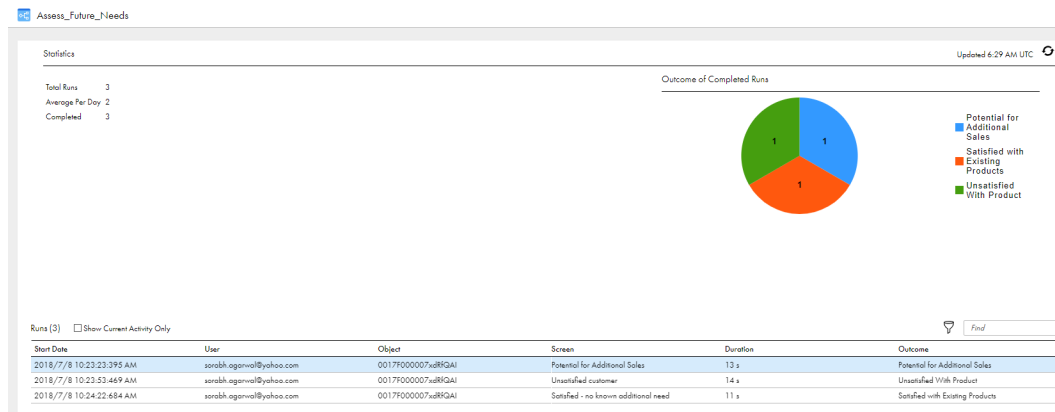 Assess_Future_Needs
Statistics
Updated 6:29 AM UTC
Total Runs 3
Average Per Day 2
Completed 3
Outcome of Completed Runs
1
1
1
Potential for
Additional
Sales
Satisfied with
Existing
Products
Unsatisfied
With Product
Runs (3) Show Current Activity Only Find
Start Date User Object Screen Duration Outcome
2018/7/8 10:23:23:395 AM sorabh.agarwal@yahoo.com 0017F000007xdRfQAI Potential for Additional Sales 13 s Potential for Additional Sales
2018/7/8 10:23:53:469 AM sorabh.agarwal@yahoo.com 0017F000007xdRfQAI Unsatisfied customer 14 s Unsatisfied With Product
2018/7/8 10:24:22:684 AM sorabh.agarwal@yahoo.com 0017F000007xdRfQAI Satisfied - no known additional need 11 s Satisfied with Existing Products